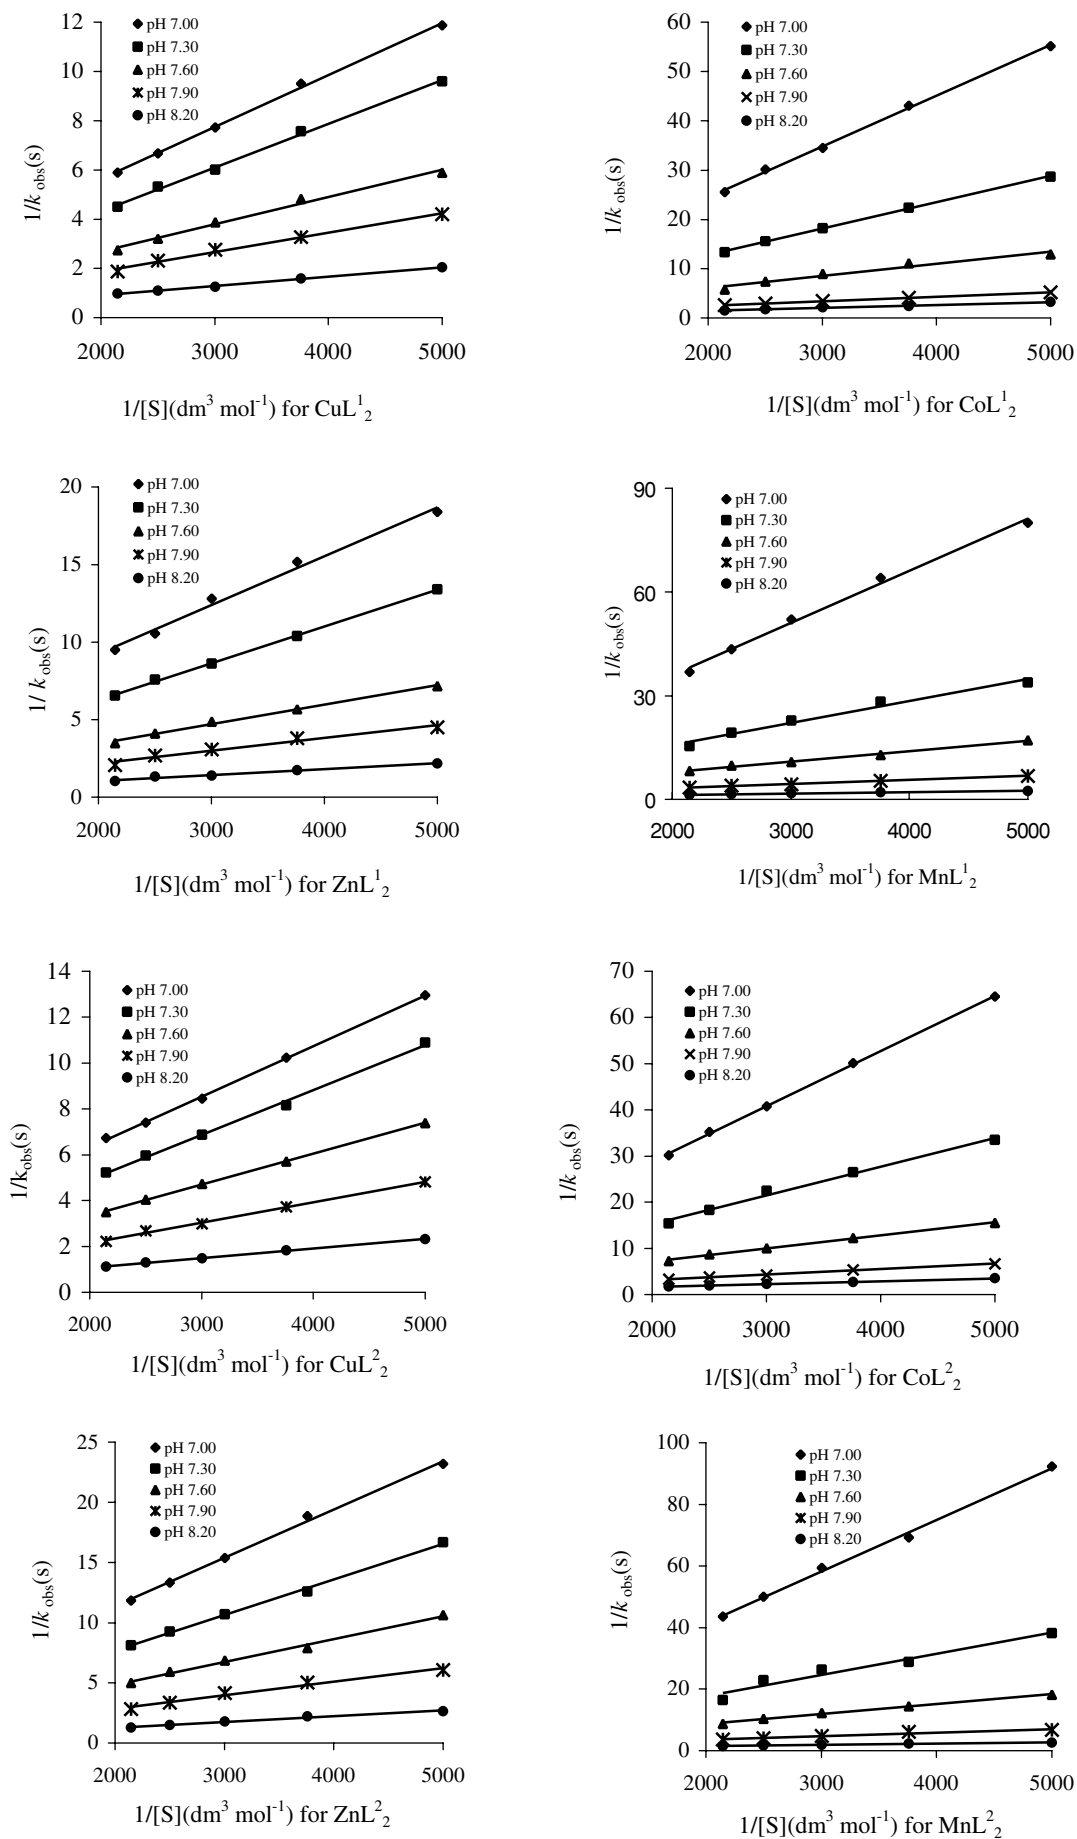 12
10
8
6
4
2
0
2000 3000 4000 5000
pH 7.00
pH 7.30
pH 7.60
pH 7.90
pH 8.20
1/k obs(s)
1/[S](dm³ mol⁻¹) for CuL¹₂
60
50
40
30
20
10
0
2000 3000 4000 5000
pH 7.00
pH 7.30
pH 7.60
pH 7.90
pH 8.20
1/k obs(s)
1/[S](dm³ mol⁻¹) for CoL¹₂
20
15
10
5
0
2000 3000 4000 5000
pH 7.00
pH 7.30
pH 7.60
pH 7.90
pH 8.20
1/ k obs(s)
1/[S](dm³ mol⁻¹) for ZnL¹₂
90
60
30
0
2000 3000 4000 5000
pH 7.00
pH 7.30
pH 7.60
pH 7.90
pH 8.20
1/k obs(s)
1/[S](dm³ mol⁻¹) for MnL¹₂
14
12
10
8
6
4
2
0
2000 3000 4000 5000
pH 7.00
pH 7.30
pH 7.60
pH 7.90
pH 8.20
1/kobs(s)
1/[S](dm³ mol⁻¹) for CuL²₂
70
60
50
40
30
20
10
0
2000 3000 4000 5000
pH 7.00
pH 7.30
pH 7.60
pH 7.90
pH 8.20
1/k obs(s)
1/[S](dm³ mol⁻¹) for CoL²₂
25
20
15
10
5
0
2000 3000 4000 5000
pH 7.00
pH 7.30
pH 7.60
pH 7.90
pH 8.20
1/k obs(s)
1/[S](dm³ mol⁻¹) for ZnL²₂
100
80
60
40
20
0
2000 3000 4000 5000
pH 7.00
pH 7.30
pH 7.60
pH 7.90
pH 8.20
1/k obs(s)
1/[S](dm³ mol⁻¹) for MnL²₂